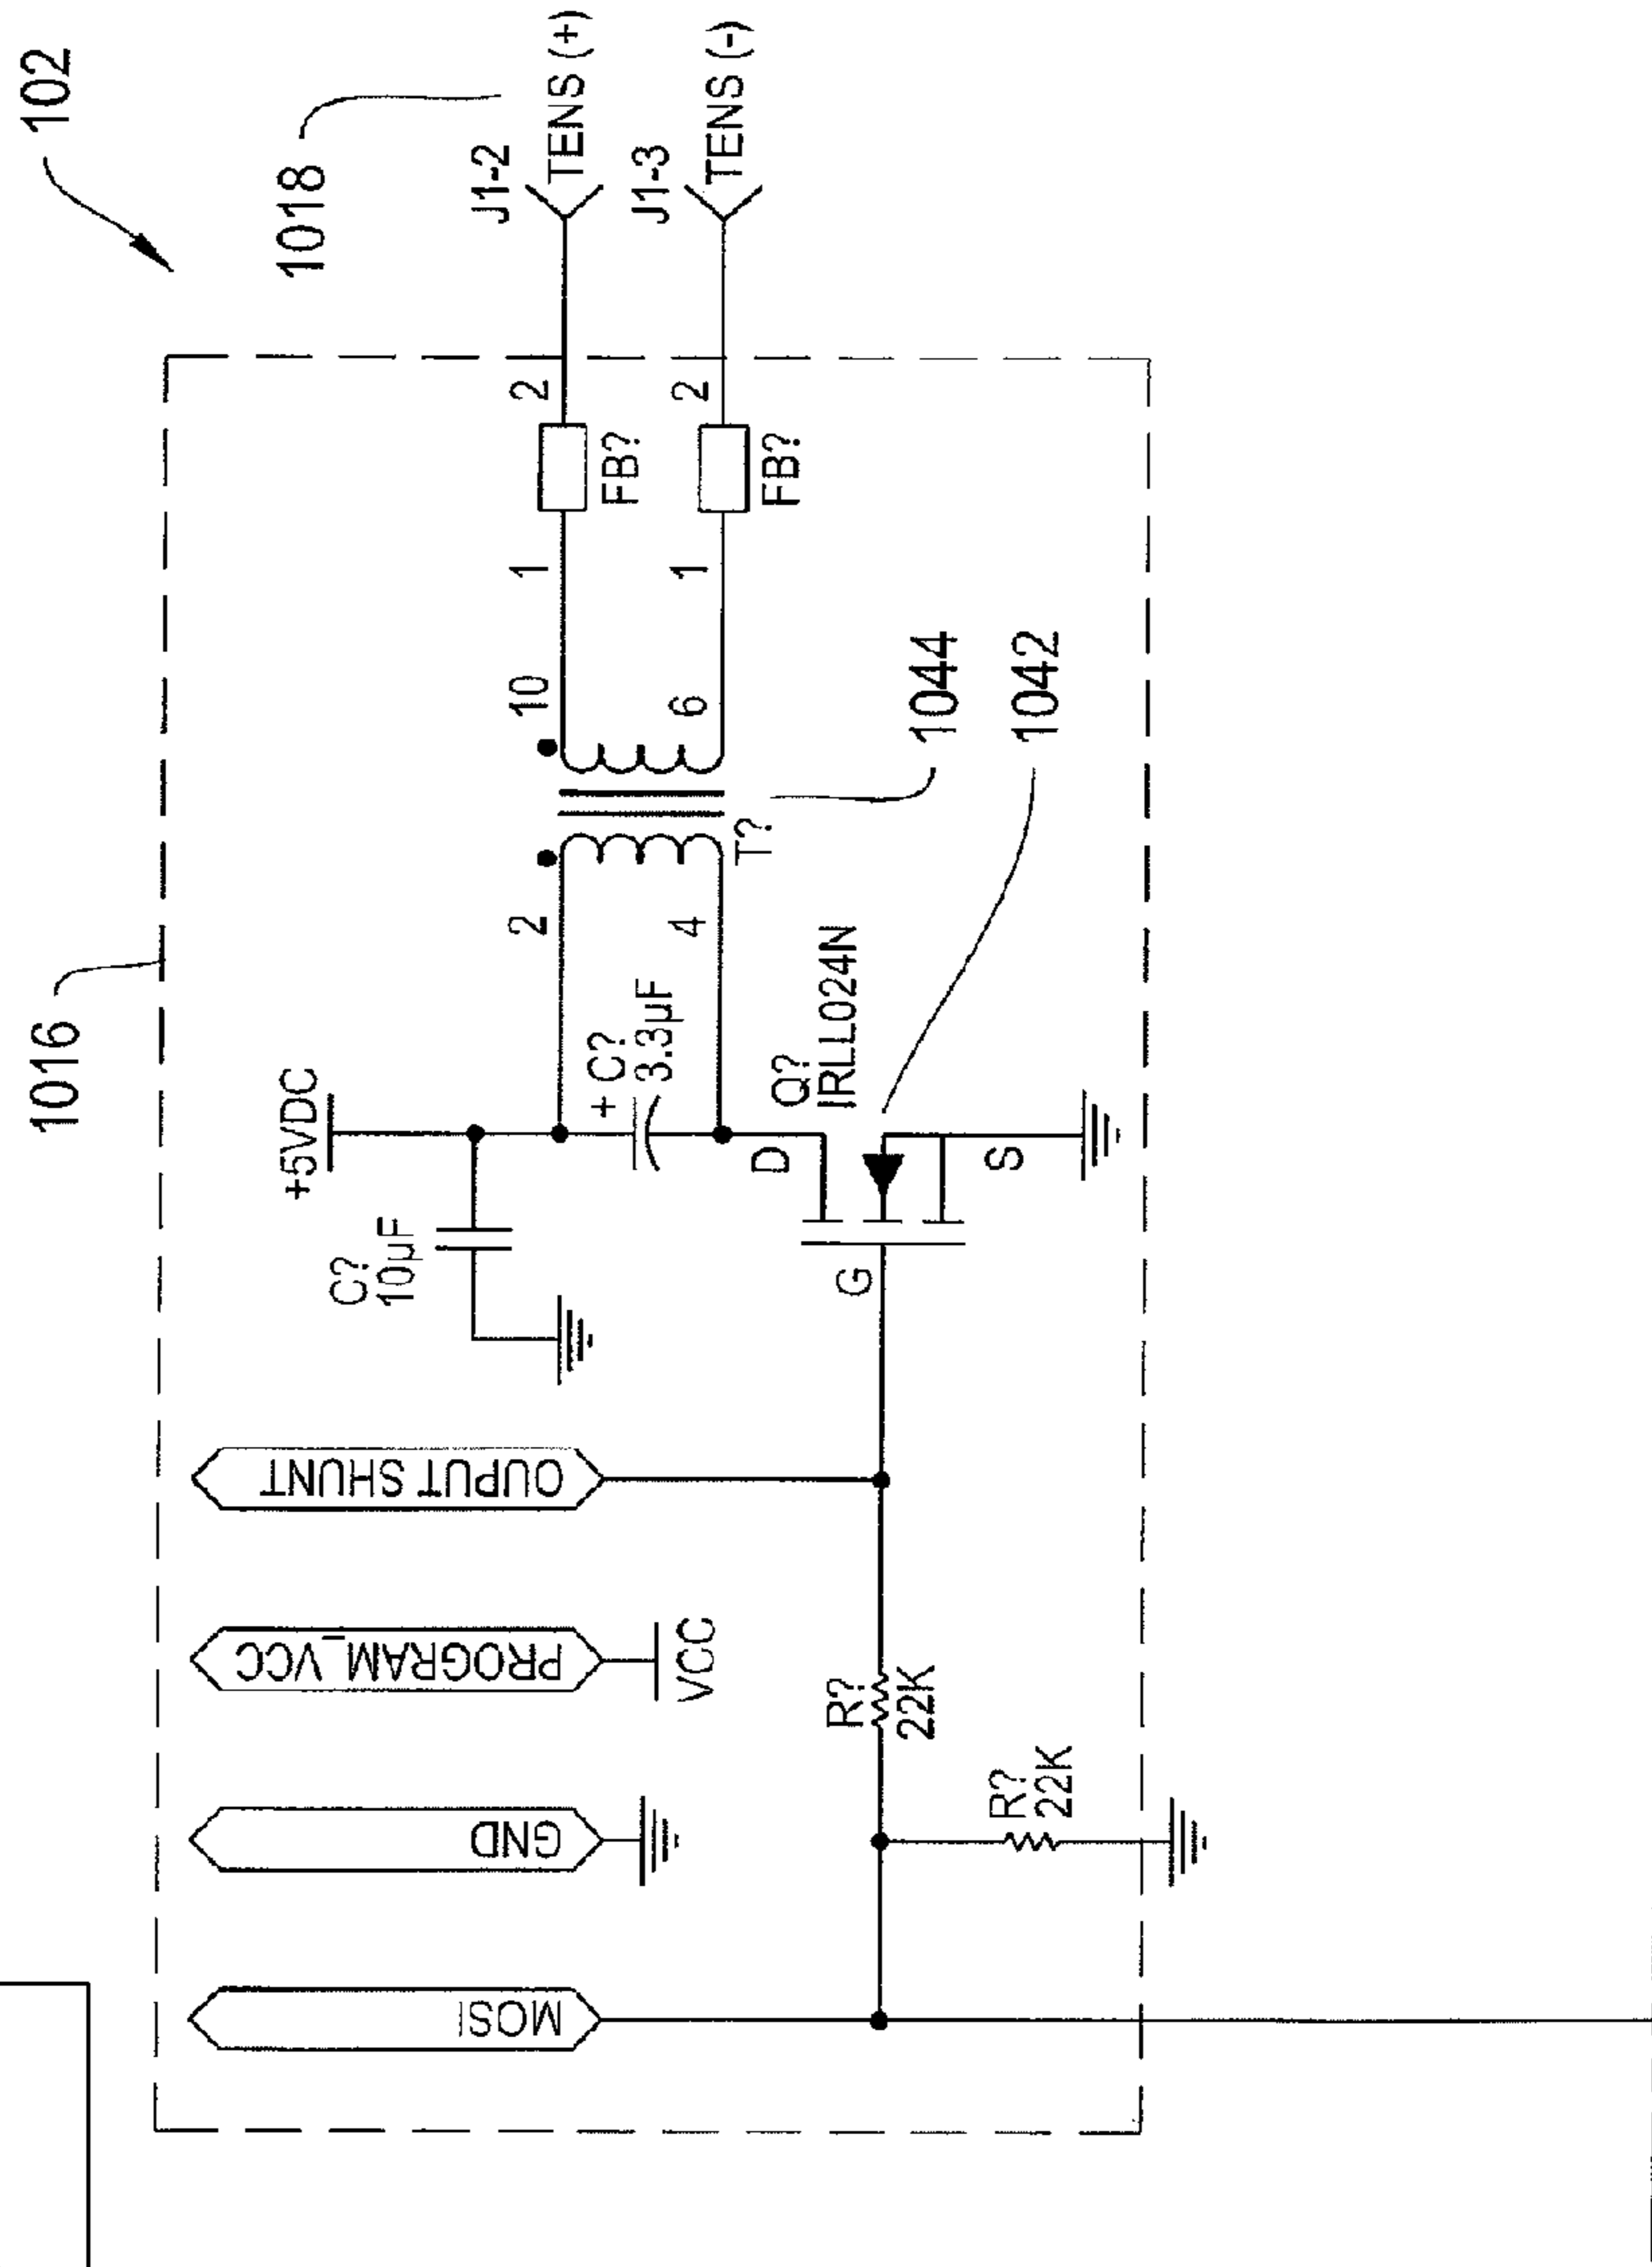 102
1018
J1-2
TENS (+)
J1-3
TENS (-)
1016
2
FB?
1
2
FB?
1
10
6
1044
1042
T?
2
4
+5VDC
+ C?
3.3µF
C?
10µF
Q?
IRLL024N
D
G
S
OUPUT SHUNT
PROGRAM_VCC
VCC
GND
MOSI
R?
22K
R?
22K